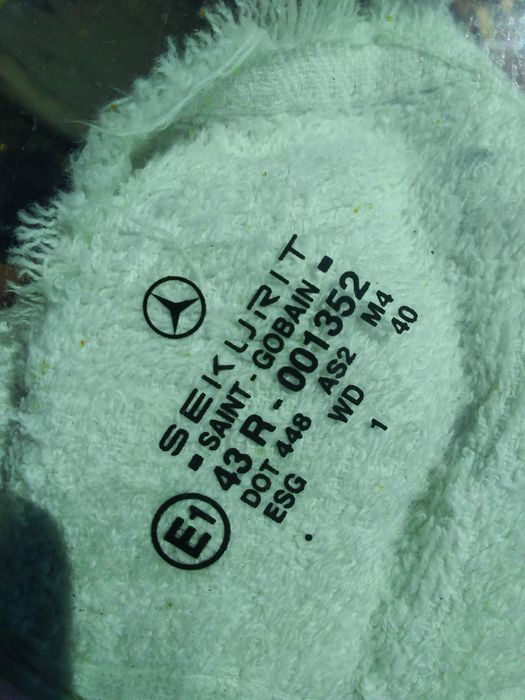 SEKURIT
- SAINT-GOBAIN -
E1 43 R - 001352
DOT 448 AS2 M4
ESG WD 40
. 1